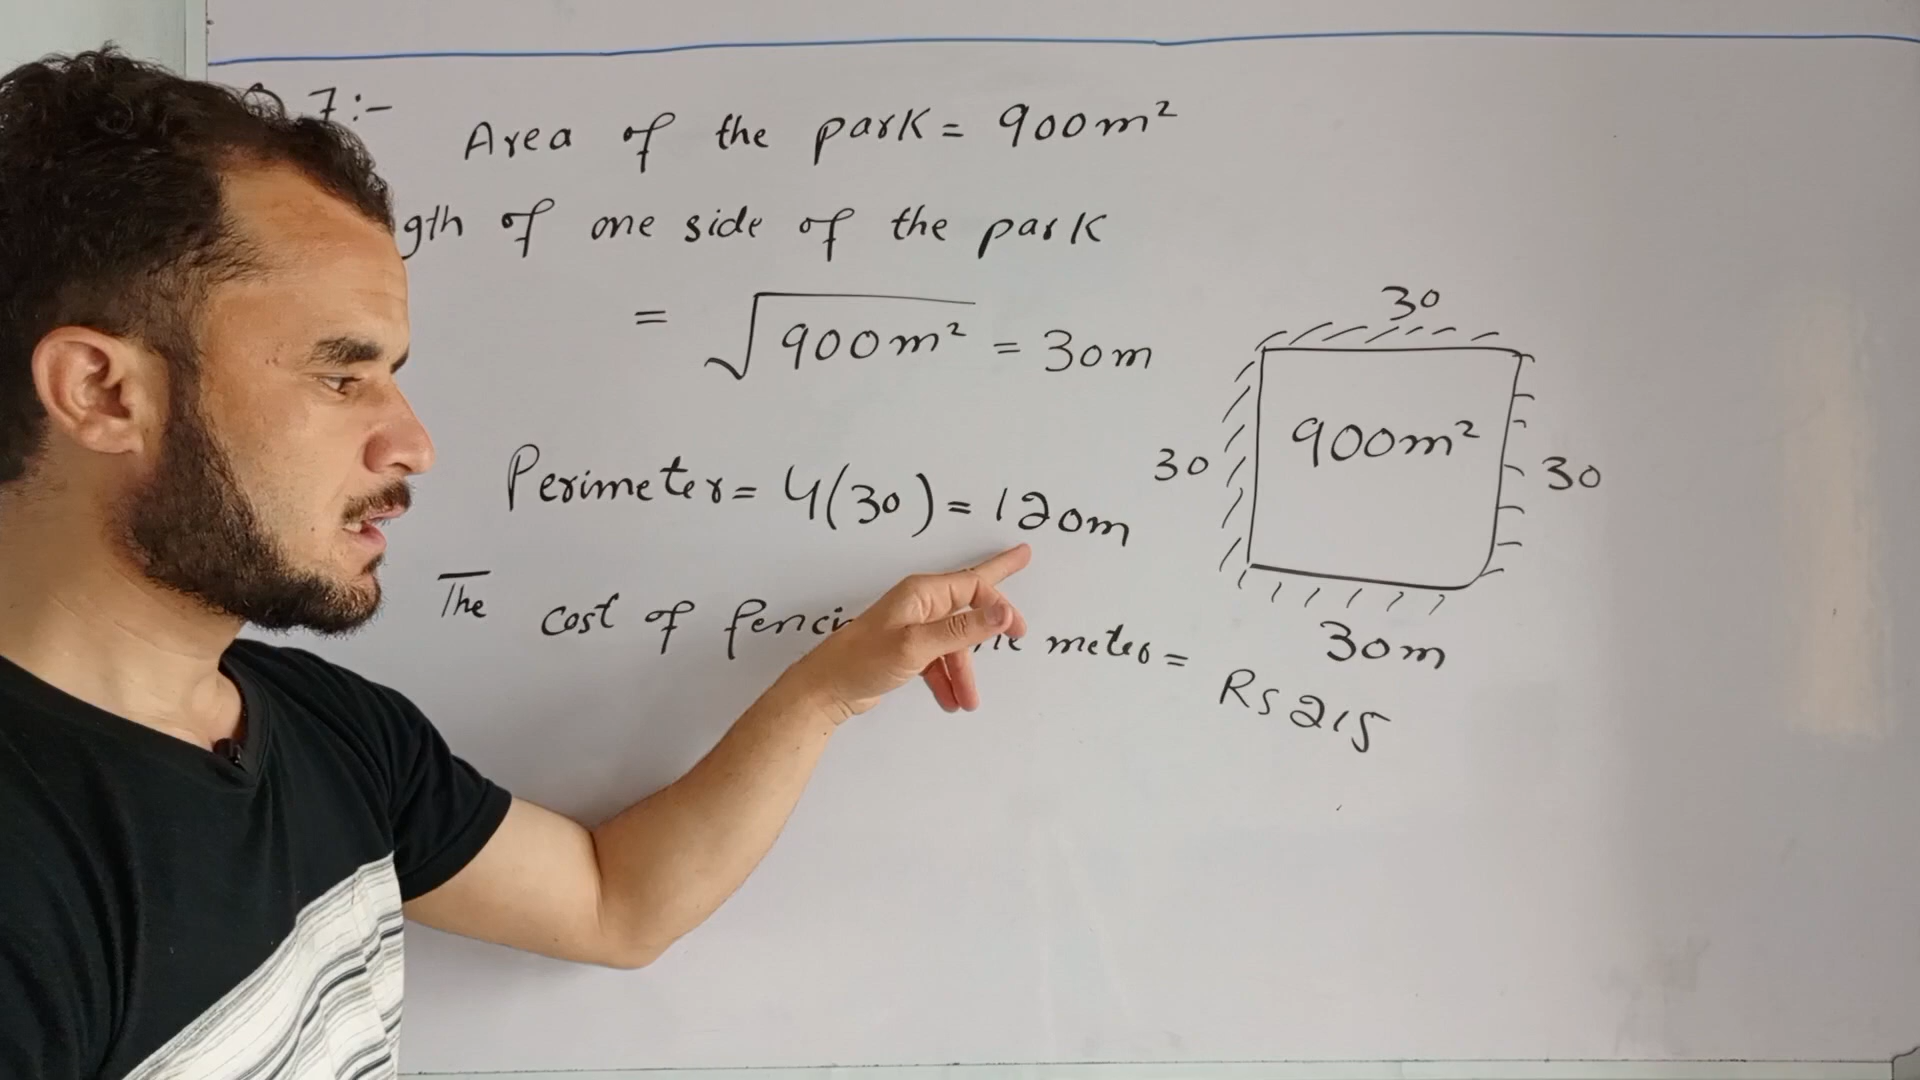 7:-
Area of the park = 900m²
gth of one side of the park
= √900m² = 30m
Perimeter = 4(30) = 120m
The cost of fenci meter =
Rs 215
30
30
900m²
30
30m